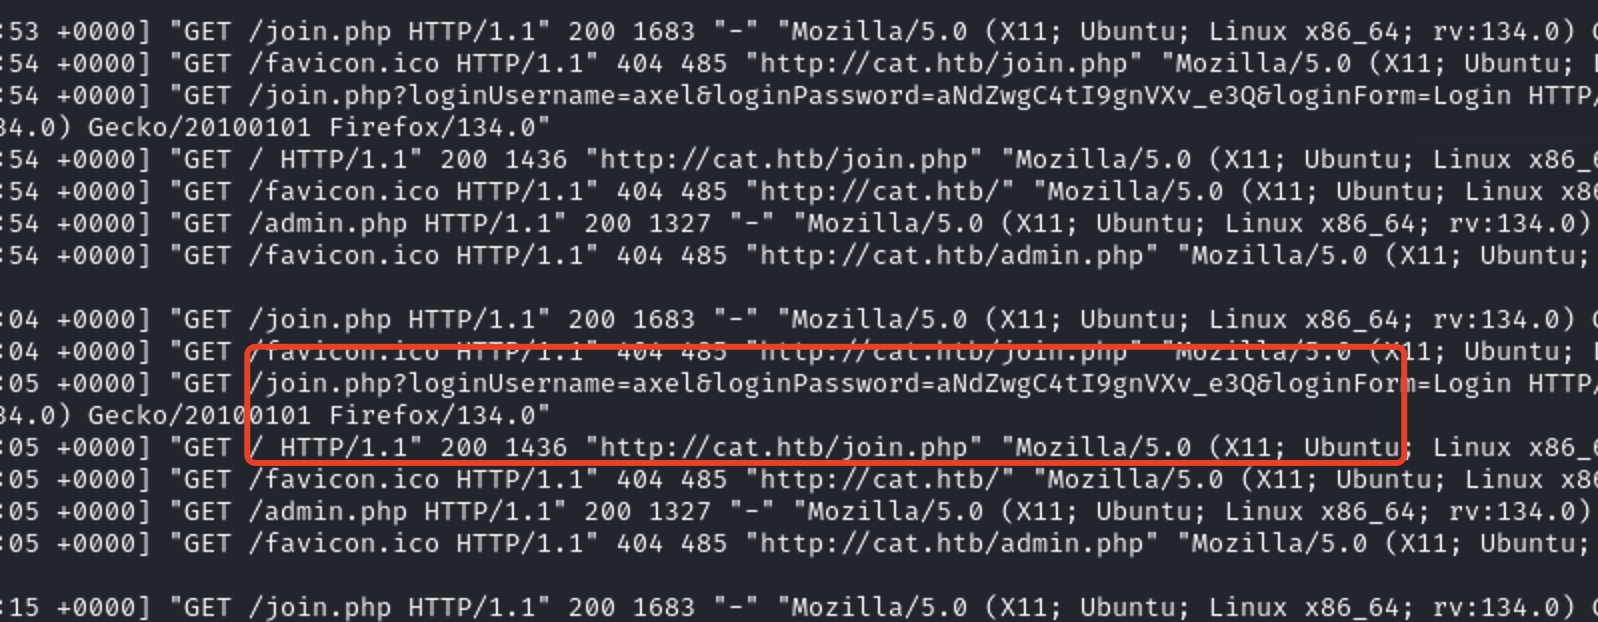 :53 +0000] "GET /join.php HTTP/1.1" 200 1683 "-" "Mozilla/5.0 (X11; Ubuntu; Linux x86_64; rv:134.0)
:54 +0000] "GET /favicon.ico HTTP/1.1" 404 485 "http://cat.htb/join.php" "Mozilla/5.0 (X11; Ubuntu;
:54 +0000] "GET /join.php?loginUsername=axel&loginPassword=aNdZwgC4tI9gnVXv_e3Q&loginForm=Login HTTP/
34.0) Gecko/20100101 Firefox/134.0"
:54 +0000] "GET / HTTP/1.1" 200 1436 "http://cat.htb/join.php" "Mozilla/5.0 (X11; Ubuntu; Linux x86_6
:54 +0000] "GET /favicon.ico HTTP/1.1" 404 485 "http://cat.htb/" "Mozilla/5.0 (X11; Ubuntu; Linux x86
:54 +0000] "GET /admin.php HTTP/1.1" 200 1327 "-" "Mozilla/5.0 (X11; Ubuntu; Linux x86_64; rv:134.0)
:54 +0000] "GET /favicon.ico HTTP/1.1" 404 485 "http://cat.htb/admin.php" "Mozilla/5.0 (X11; Ubuntu;
:04 +0000] "GET /join.php HTTP/1.1" 200 1683 "-" "Mozilla/5.0 (X11; Ubuntu; Linux x86_64; rv:134.0)
:04 +0000] "GET /favicon.ico HTTP/1.1" 404 485 "http://cat.htb/join.php" "Mozilla/5.0 (X11; Ubuntu;
:05 +0000] "GET /join.php?loginUsername=axel&loginPassword=aNdZwgC4tI9gnVXv_e3Q&loginForm=Login HTTP/
34.0) Gecko/20100101 Firefox/134.0"
:05 +0000] "GET / HTTP/1.1" 200 1436 "http://cat.htb/join.php" "Mozilla/5.0 (X11; Ubuntu; Linux x86_6
:05 +0000] "GET /favicon.ico HTTP/1.1" 404 485 "http://cat.htb/" "Mozilla/5.0 (X11; Ubuntu; Linux x86
:05 +0000] "GET /admin.php HTTP/1.1" 200 1327 "-" "Mozilla/5.0 (X11; Ubuntu; Linux x86_64; rv:134.0)
:05 +0000] "GET /favicon.ico HTTP/1.1" 404 485 "http://cat.htb/admin.php" "Mozilla/5.0 (X11; Ubuntu;
:15 +0000] "GET /join.php HTTP/1.1" 200 1683 "-" "Mozilla/5.0 (X11; Ubuntu; Linux x86_64; rv:134.0)